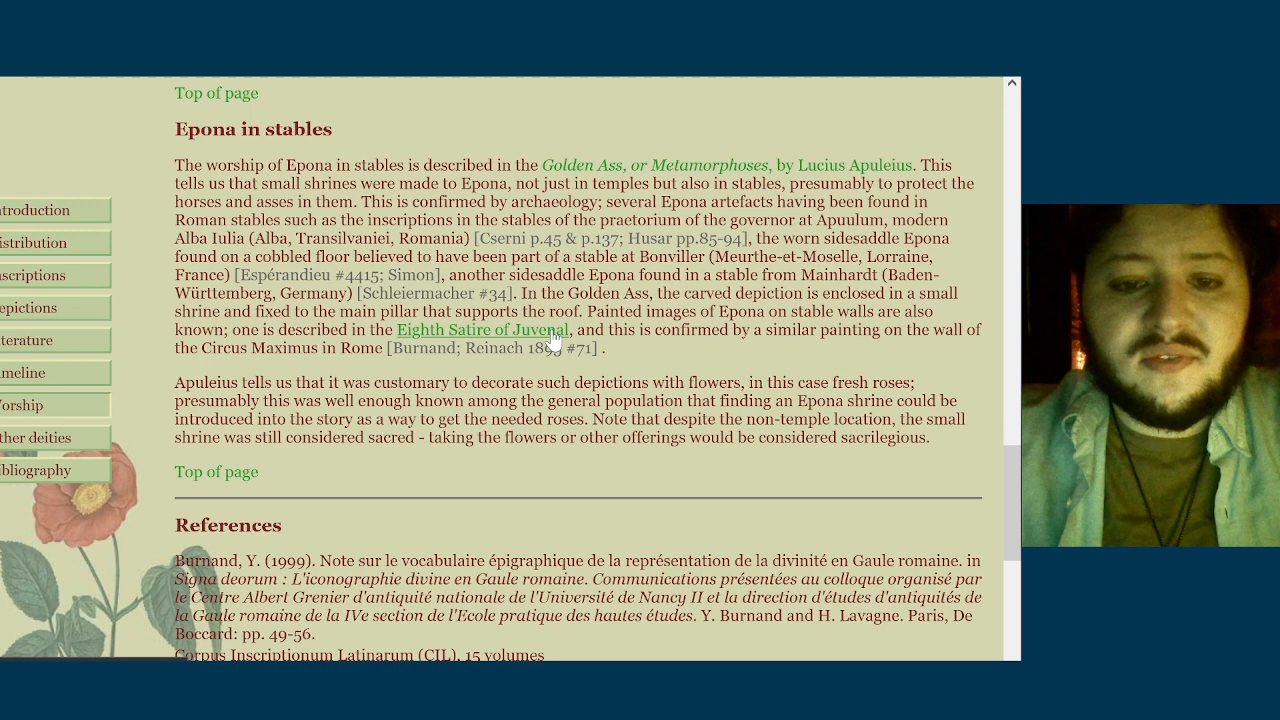 Top of page
Epona in stables
The worship of Epona in stables is described in the Golden Ass, or Metamorphoses, by Lucius Apuleius. This
tells us that small shrines were made to Epona, not just in temples but also in stables, presumably to protect the
horses and asses in them. This is confirmed by archaeology; several Epona artefacts having been found in
Roman stables such as the inscriptions in the stables of the praetorium of the governor at Apuulum, modern
Alba Iulia (Alba, Transilvaniei, Romania) [Cserni p.45 & p.137; Husar pp.85-94], the worn sidesaddle Epona
found on a cobbled floor believed to have been part of a stable at Bonviller (Meurthe-et-Moselle, Lorraine,
France) [Espérandieu #4415; Simon], another sidesaddle Epona found in a stable from Mainhardt (Baden-
Württemberg, Germany) [Schleiermacher #34]. In the Golden Ass, the carved depiction is enclosed in a small
shrine and fixed to the main pillar that supports the roof. Painted images of Epona on stable walls are also
known; one is described in the Eighth Satire of Juvenal, and this is confirmed by a similar painting on the wall of
the Circus Maximus in Rome [Burnand; Reinach #71] .
Apuleius tells us that it was customary to decorate such depictions with flowers, in this case fresh roses;
presumably this was well enough known among the general population that finding an Epona shrine could be
introduced into the story as a way to get the needed roses. Note that despite the non-temple location, the small
shrine was still considered sacred - taking the flowers or other offerings would be considered sacrilegious.
Top of page
ntroduction
istribution
scriptions
epictions
terature
meline
orship
ther deities
ibliography
References
Burnand, Y. (1999). Note sur le vocabulaire épigraphique de la représentation de la divinité en Gaule romaine. in
Signa deorum : L'iconographie divine en Gaule romaine. Communications présentées au colloque organisé par
le Centre Albert Grenier d'antiquité nationale de l'Université de Nancy II et la direction d'études d'antiquités de
la Gaule romaine de la IVe section de l'Ecole pratique des hautes études. Y. Burnand and H. Lavagne. Paris, De
Boccard: pp. 49-56.
Corpus Inscriptionum Latinarum (CIL). 15 volumes